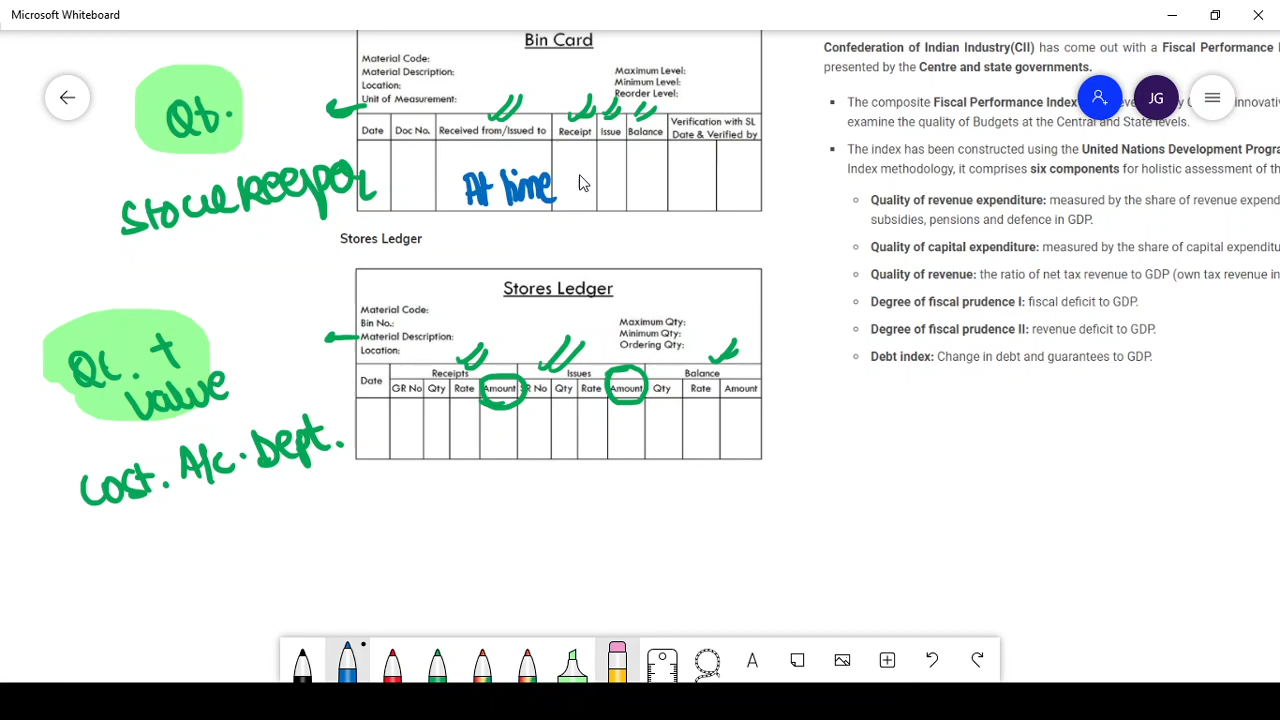 Microsoft Whiteboard
Bin Card
Material Code:
Material Description:
Location:
Unit of Measurement:
Maximum Level:
Minimum Level:
Reorder Level:
Date Doc No. Received from/Issued to Receipt Issue Balance Verification with SL
Date & Verified by
At time
Qt.
Storekeeper
Stores Ledger
Stores Ledger
Material Code:
Bin No.:
Material Description:
Location:
Maximum Qty:
Minimum Qty:
Ordering Qty:
Date Receipts Issues Balance
GR No Qty Rate Amount R No Qty Rate Amount Qty Rate Amount
Qt. +
value
Cost. A/c. Dept.
Confederation of Indian Industry(CII) has come out with a Fiscal Performance
presented by the Centre and state governments.
JG
The composite Fiscal Performance Index innovati
examine the quality of Budgets at the Central and State levels.
The index has been constructed using the United Nations Development Progra
Index methodology, it comprises six components for holistic assessment of th
Quality of revenue expenditure: measured by the share of revenue expend
subsidies, pensions and defence in GDP.
Quality of capital expenditure: measured by the share of capital expenditu
Quality of revenue: the ratio of net tax revenue to GDP (own tax revenue in
Degree of fiscal prudence I: fiscal deficit to GDP.
Degree of fiscal prudence II: revenue deficit to GDP.
Debt index: Change in debt and guarantees to GDP.